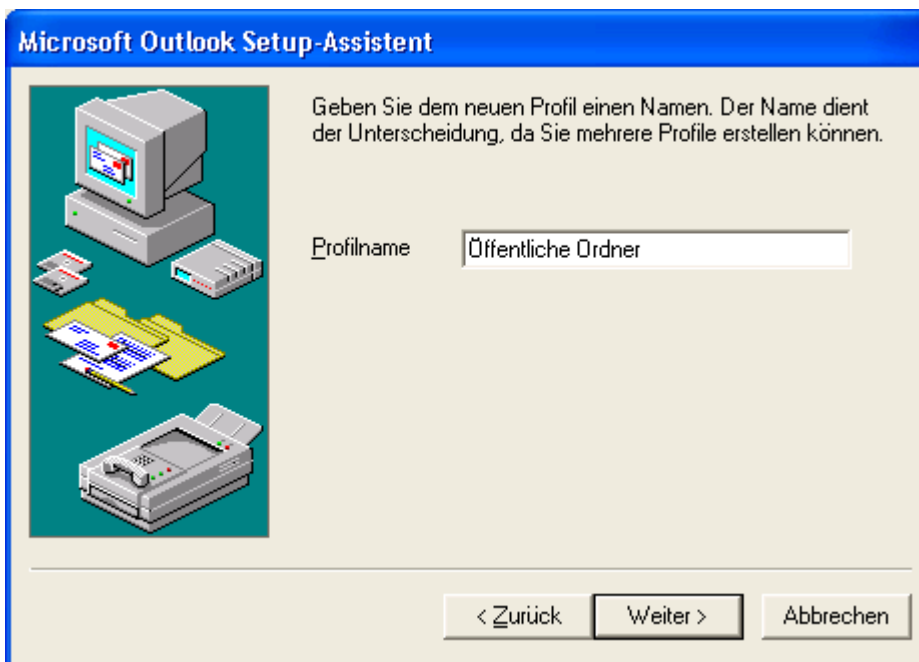 Microsoft Outlook Setup-Assistent
Geben Sie dem neuen Profil einen Namen. Der Name dient
der Unterscheidung, da Sie mehrere Profile erstellen können.
Profilname
Öffentliche Ordner
< Zurück
Weiter >
Abbrechen